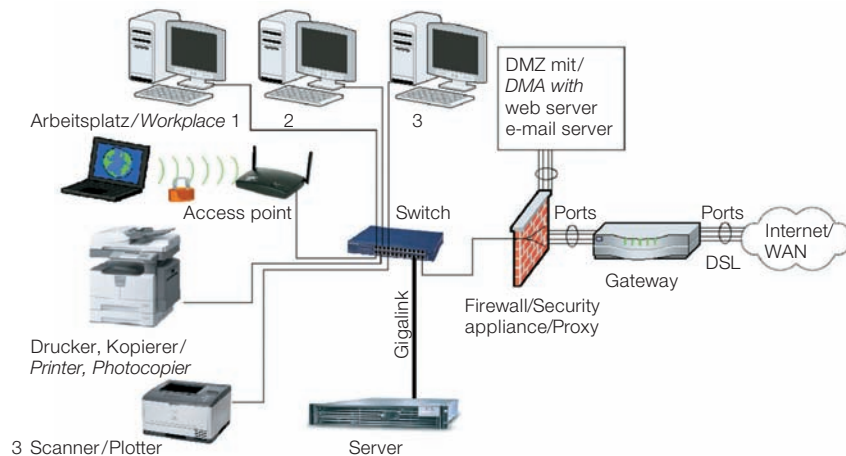 DMZ mit/
DMA with
web server
e-mail server
Arbeitsplatz/Workplace 1
2
3
Access point
Switch
Ports
Ports
Internet/
WAN
DSL
Gateway
Firewall/Security
appliance/Proxy
Gigalink
Drucker, Kopierer/
Printer, Photocopier
3 Scanner/Plotter
Server